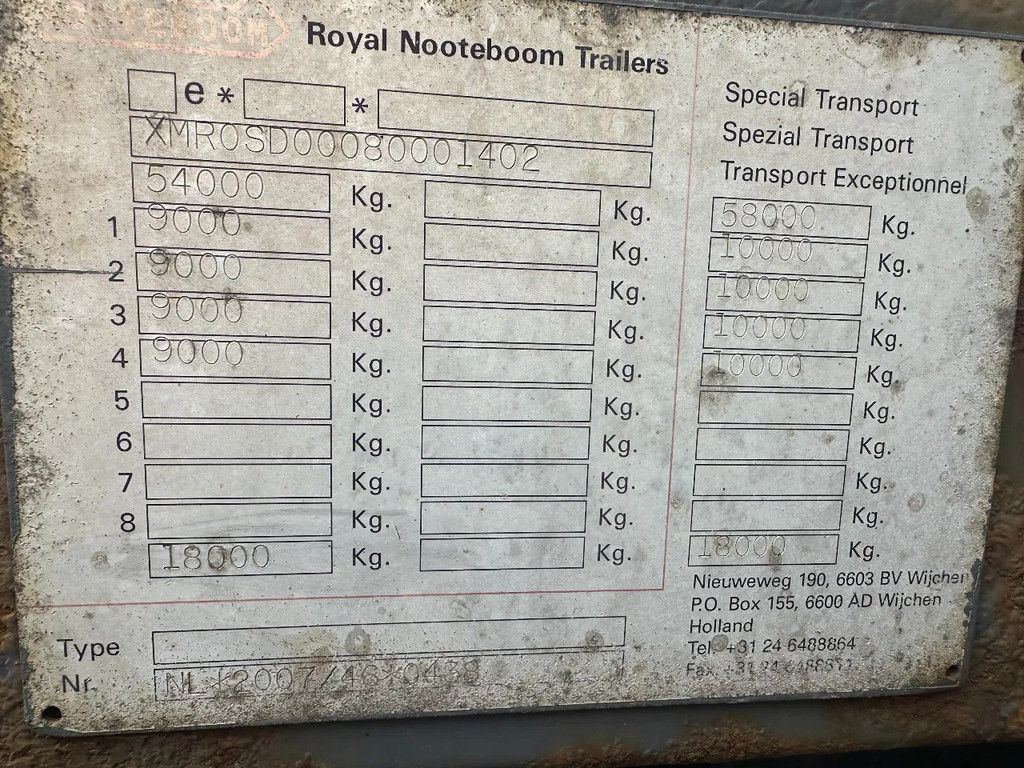 Royal Nooteboom Trailers
e * *
XMR0SD00080001402
54000 Kg. Kg.
1 9000 Kg. Kg.
2 9000 Kg. Kg.
3 9000 Kg. Kg.
4 9000 Kg. Kg.
5 Kg. Kg.
6 Kg. Kg.
7 Kg. Kg.
8 Kg. Kg.
18000 Kg. Kg.
Type
Nr.
Special Transport
Spezial Transport
Transport Exceptionnel
58000 Kg.
10000 Kg.
10000 Kg.
10000 Kg.
10000 Kg.
Kg.
Kg.
Kg.
Kg.
18000 Kg.
Nieuweweg 190, 6603 BV Wijchen
P.O. Box 155, 6600 AD Wijchen
Holland
Tel. +31 24 6488864
Fax. +31 24